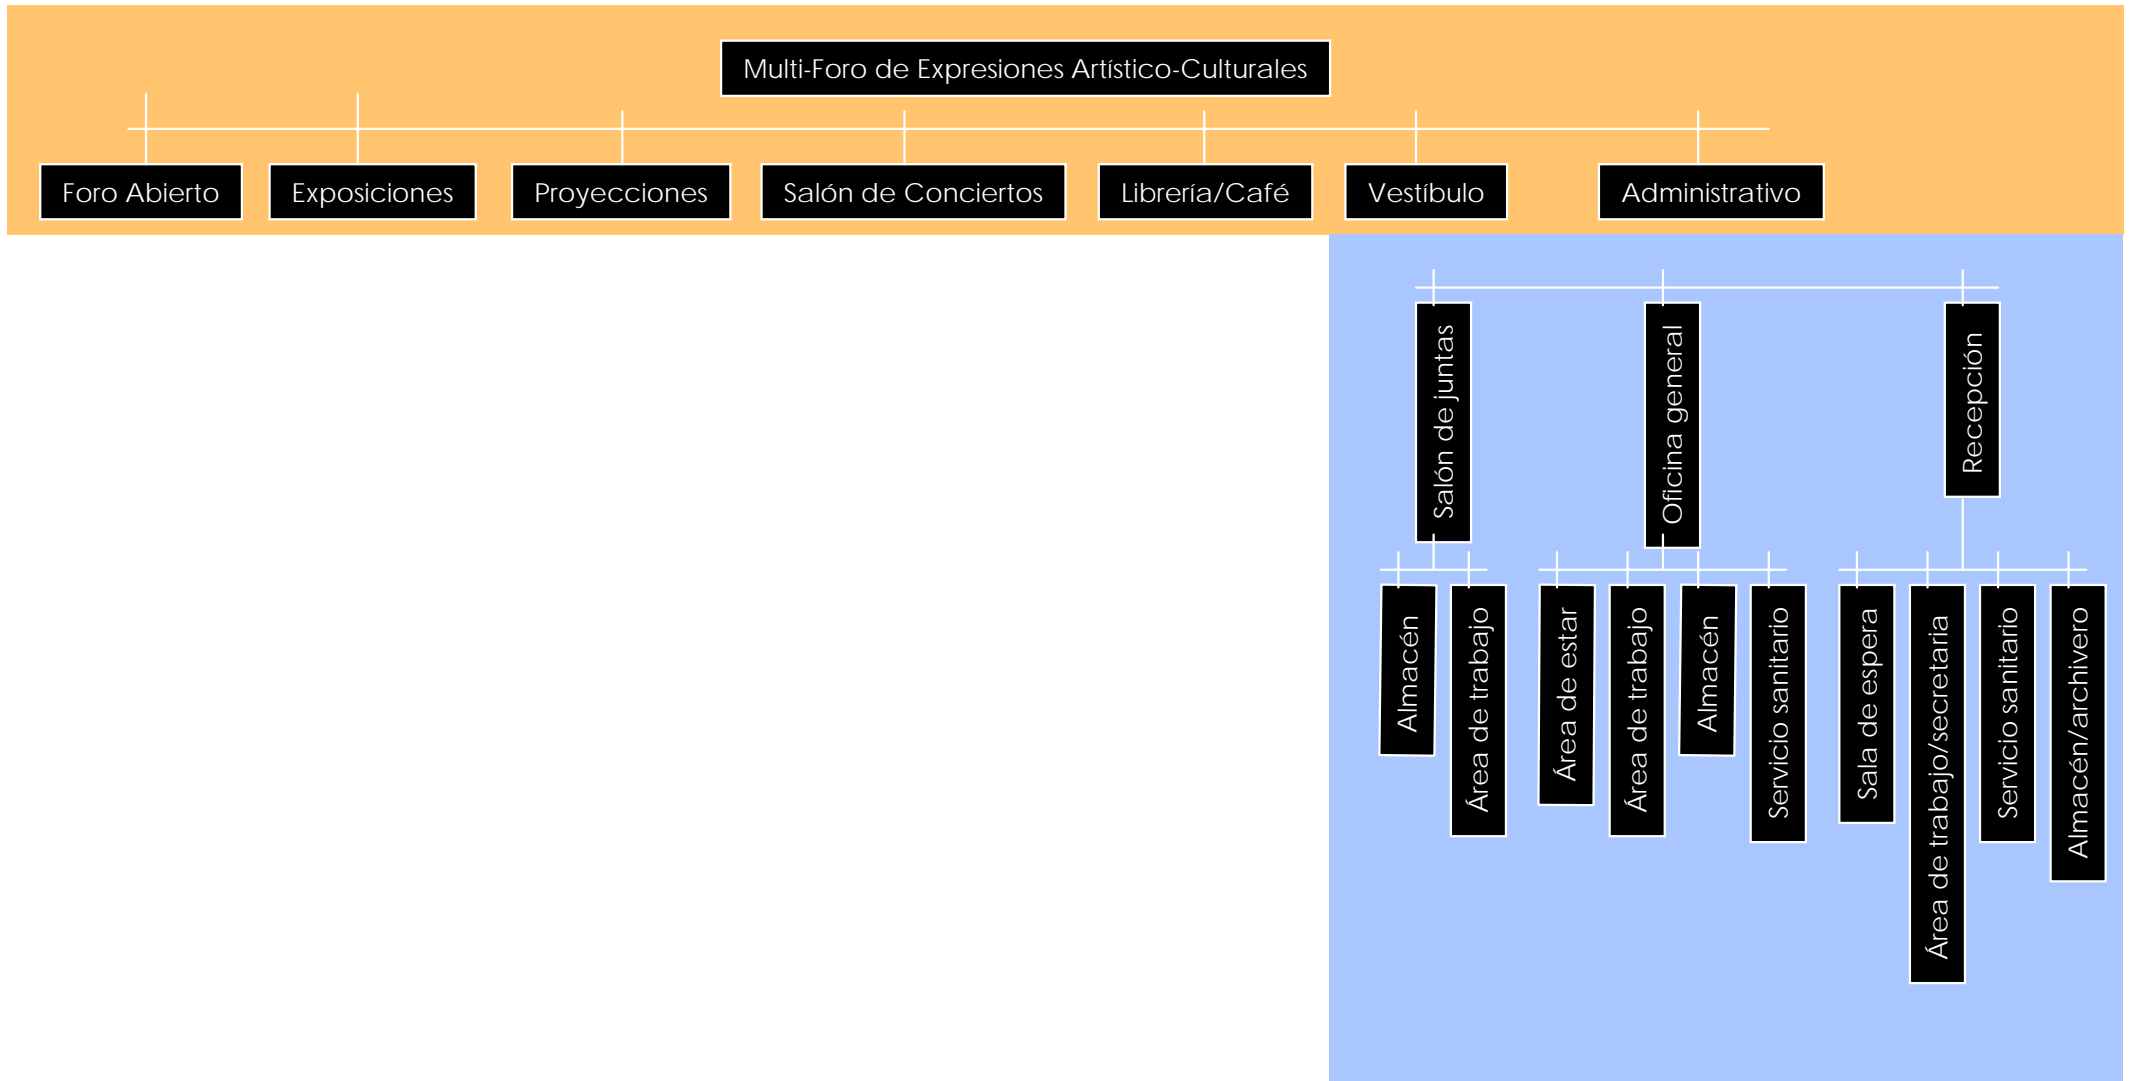 Multi-Foro de Expresiones Artístico-Culturales
Foro Abierto
Exposiciones
Proyecciones
Salón de Conciertos
Librería/Café
Vestíbulo
Administrativo
Salón de juntas
Oficina general
Recepción
Almacén
Área de trabajo
Área de estar
Área de trabajo
Almacén
Servicio sanitario
Sala de espera
Área de trabajo/secretaria
Servicio sanitario
Almacén/archivero